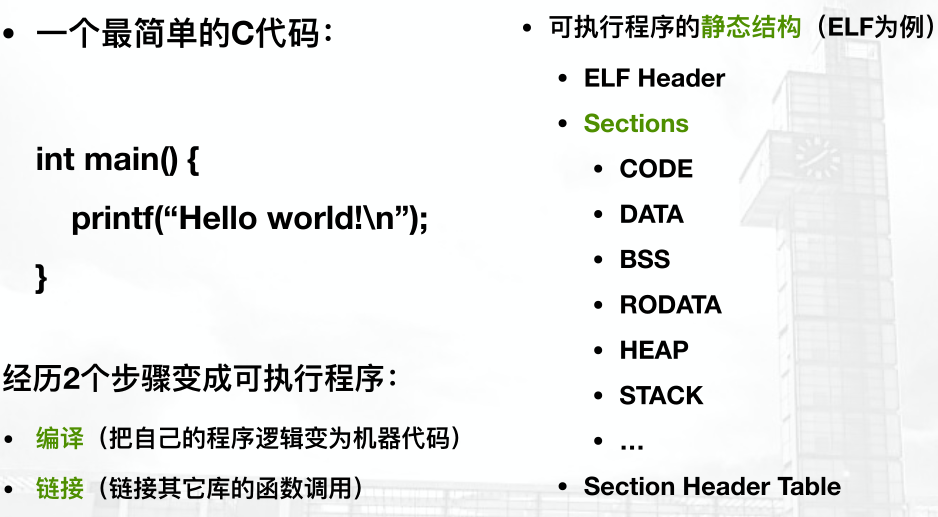 • 一个最简单的C代码：
int main() {
printf(“Hello world!\n”);
}
经历2个步骤变成可执行程序：
• 编译（把自己的程序逻辑变为机器代码）
• 链接（链接其它库的函数调用）
• 可执行程序的静态结构（ELF为例）
• ELF Header
• Sections
• CODE
• DATA
• BSS
• RODATA
• HEAP
• STACK
• ...
• Section Header Table